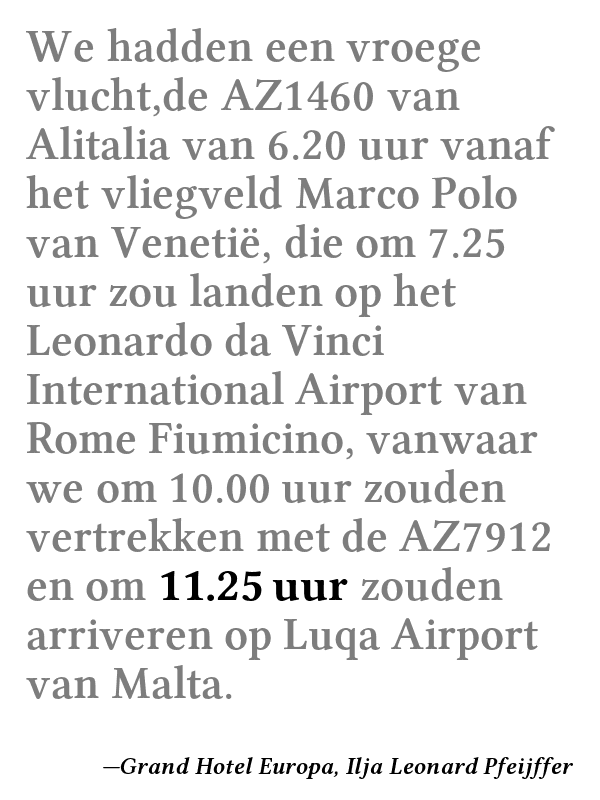 We hadden een vroege
vlucht,de AZ1460 van
Alitalia van 6.20 uur vanaf
het vliegveld Marco Polo
van Venetië, die om 7.25
uur zou landen op het
Leonardo da Vinci
International Airport van
Rome Fiumicino, vanwaar
we om 10.00 uur zouden
vertrekken met de AZ7912
en om 11.25 uur zouden
arriveren op Luqa Airport
van Malta.
—Grand Hotel Europa, Ilja Leonard Pfeijffer